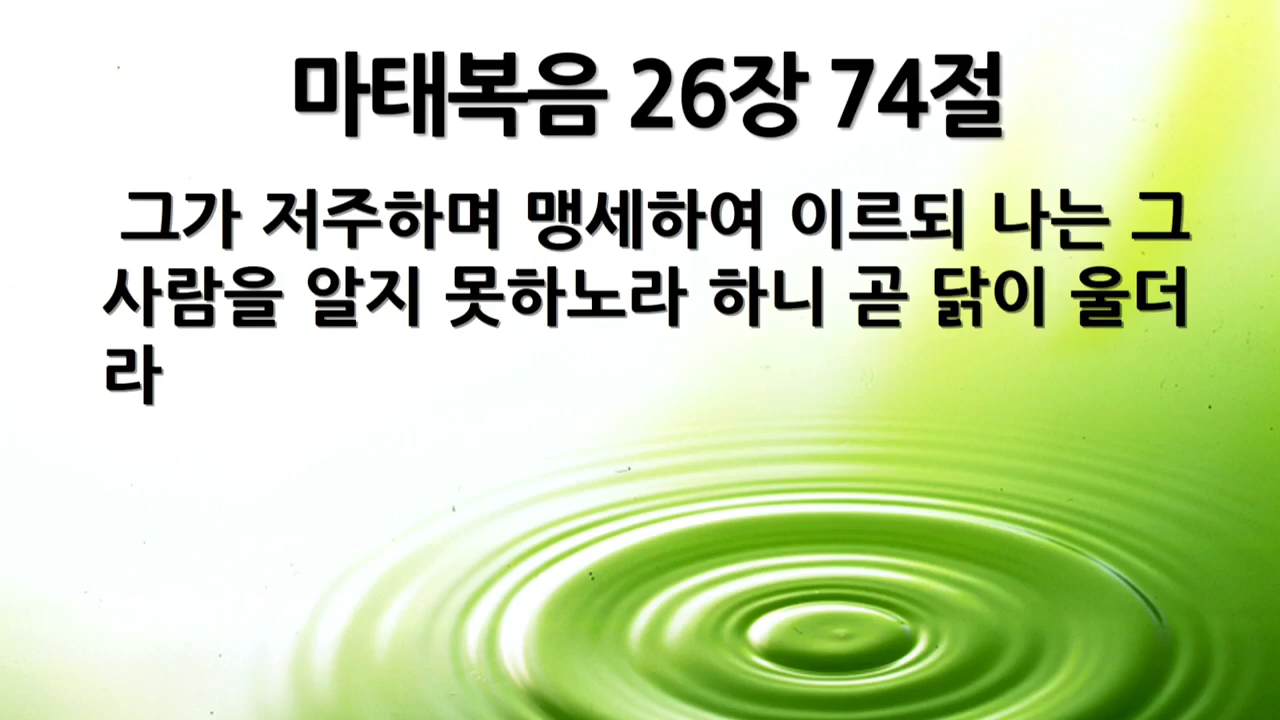 마태복음 26장 74절
그가 저주하며 맹세하여 이르되 나는 그
사람을 알지 못하노라 하니 곧 닭이 울더
라